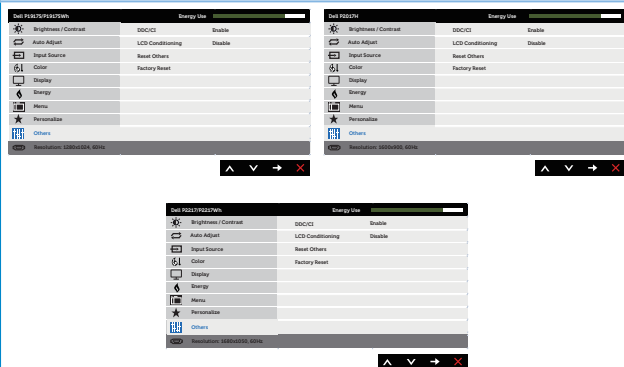 Dell P1917S/P1917SWh Energy Use
Brightness / Contrast DDC/CI Enable
Auto Adjust LCD Conditioning Disable
Input Source Reset Others
Color Factory Reset
Display
Energy
Menu
Personalize
Others
Resolution: 1280x1024, 60Hz
Dell P2017H Energy Use
Brightness / Contrast DDC/CI Enable
Auto Adjust LCD Conditioning Disable
Input Source Reset Others
Color Factory Reset
Display
Energy
Menu
Personalize
Others
Resolution: 1600x900, 60Hz
Dell P2217/P2217Wh Energy Use
Brightness / Contrast DDC/CI Enable
Auto Adjust LCD Conditioning Disable
Input Source Reset Others
Color Factory Reset
Display
Energy
Menu
Personalize
Others
Resolution: 1680x1050, 60Hz